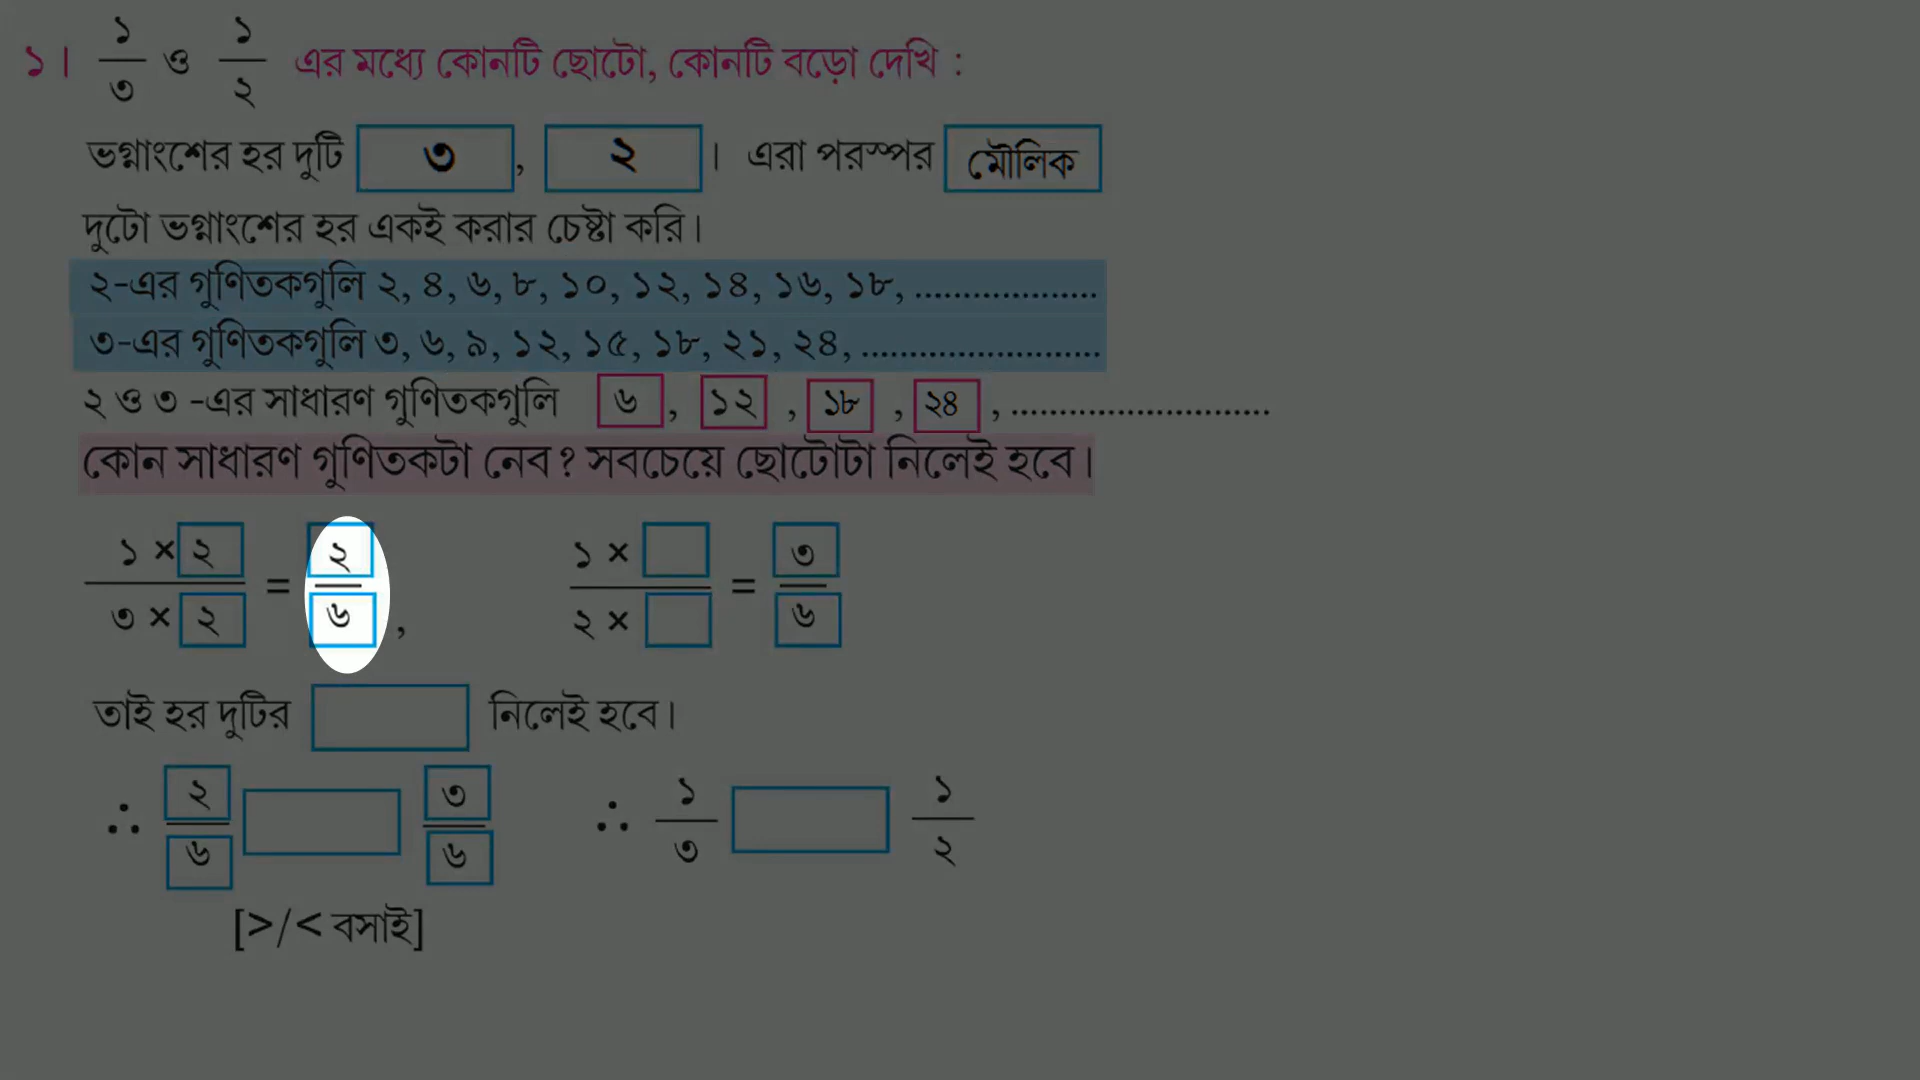 ১। ১/৩ ও ১/২ এর মধ্যে কোনটি ছোটো, কোনটি বড়ো দেখি :
ভগ্নাংশের হর দুটি ৩ , ২ । এরা পরস্পর মৌলিক
দুটো ভগ্নাংশের হর একই করার চেষ্টা করি।
২-এর গুণিতকগুলি ২, ৪, ৬, ৮, ১০, ১২, ১৪, ১৬, ১৮, ...................
৩-এর গুণিতকগুলি ৩, ৬, ৯, ১২, ১৫, ১৮, ২১, ২৪, .........................
২ ও ৩ -এর সাধারণ গুণিতকগুলি ৬ , ১২ , ১৮ , ২৪ , ...........................
কোন সাধারণ গুণিতকটা নেব? সবচেয়ে ছোটোটা নিলেই হবে।
১ × ২ / ৩ × ২ = ২/৬ , ১ × / ২ × = ৩/৬
তাই হর দুটির নিলেই হবে।
∴ ২/৬ ৩/৬ ∴ ১/৩ ১/২
[>/< বসাই]